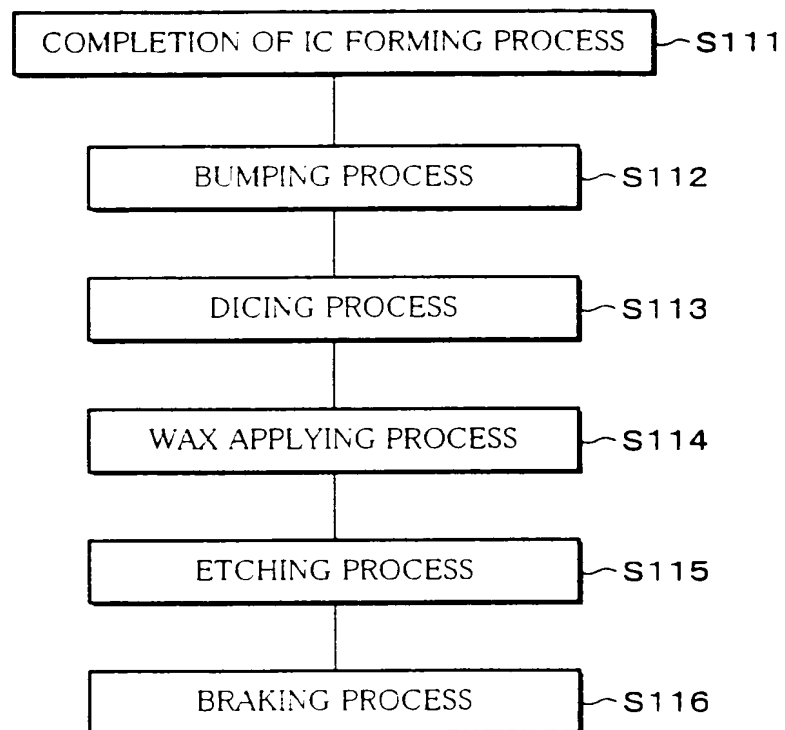 COMPLETION OF IC FORMING PROCESS S111
BUMPING PROCESS S112
DICING PROCESS S113
WAX APPLYING PROCESS S114
ETCHING PROCESS S115
BRAKING PROCESS S116